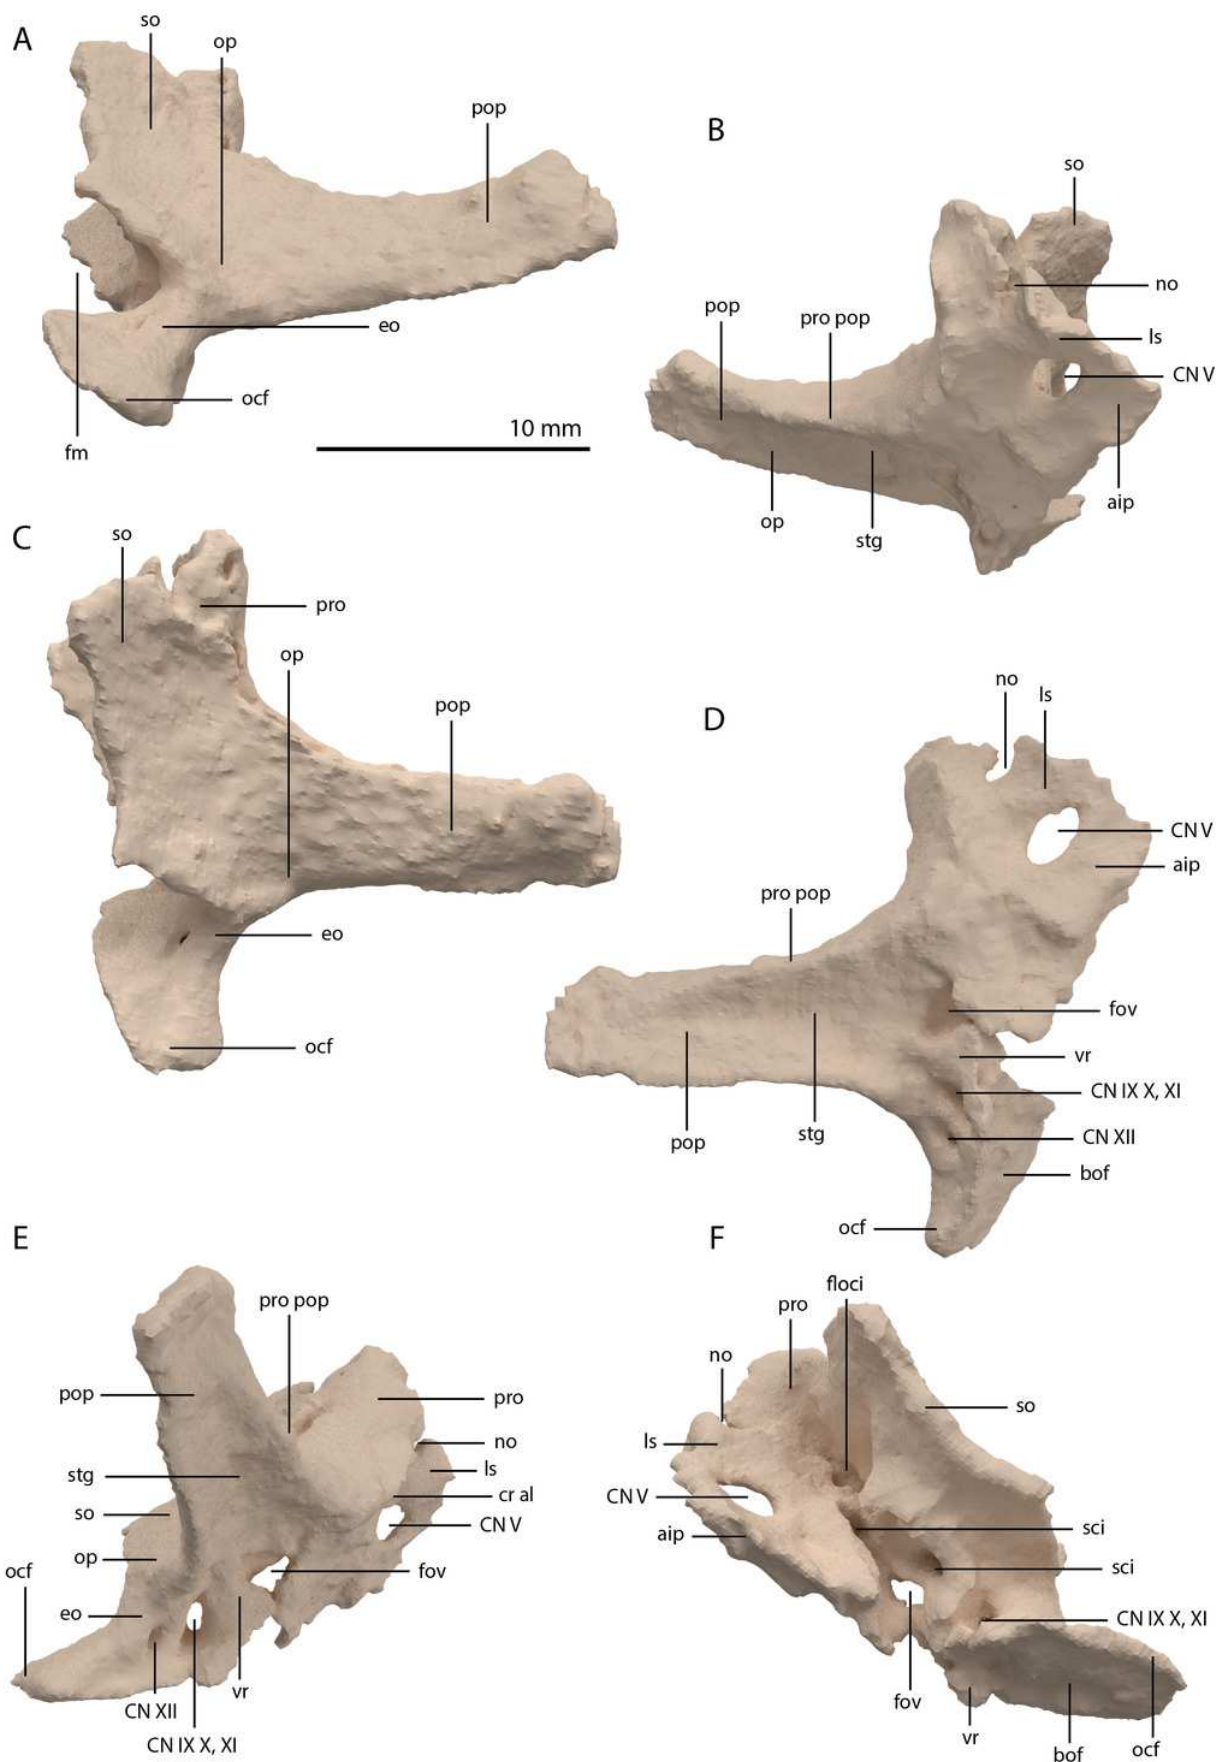 A
so
op
pop
eo
ocf
fm
10 mm
B
so
no
ls
CN V
aip
pop
pro pop
op
stg
C
so
pro
op
pop
eo
ocf
D
no
ls
CN V
aip
pro pop
fov
vr
CN IX X, XI
CN XII
bof
pop
stg
ocf
E
pro pop
pop
pro
no
stg
ls
so
cr al
CN V
op
fov
ocf
eo
vr
CN XII
CN IX X, XI
F
floci
pro
no
so
ls
CN V
aip
sci
sci
CN IX X, XI
fov
vr
bof
ocf